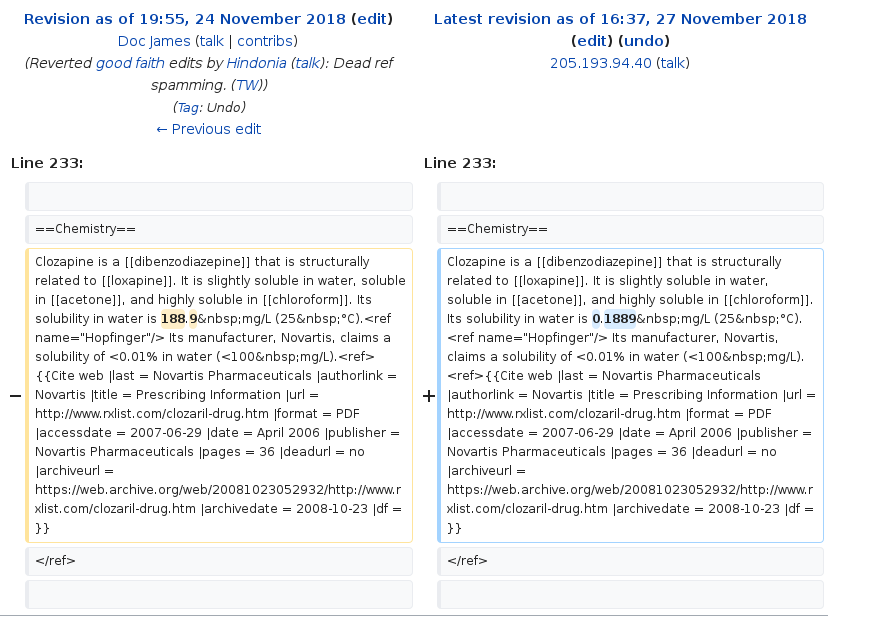 Revision as of 19:55, 24 November 2018 (edit)
Doc James (talk | contribs)
(Reverted good faith edits by Hindonia (talk): Dead ref
spamming. (TW))
(Tag: Undo)
← Previous edit
Latest revision as of 16:37, 27 November 2018
(edit) (undo)
205.193.94.40 (talk)
Line 233:
Line 233:
==Chemistry==
==Chemistry==
−
Clozapine is a [[dibenzodiazepine]] that is structurally
related to [[loxapine]]. It is slightly soluble in water, soluble
in [[acetone]], and highly soluble in [[chloroform]]. Its
solubility in water is 188.9&nbsp;mg/L (25&nbsp;°C).<ref
name="Hopfinger"/> Its manufacturer, Novartis, claims a
solubility of <0.01% in water (<100&nbsp;mg/L).<ref>
{{Cite web |last = Novartis Pharmaceuticals |authorlink =
Novartis |title = Prescribing Information |url =
http://www.rxlist.com/clozaril-drug.htm |format = PDF
|accessdate = 2007-06-29 |date = April 2006 |publisher =
Novartis Pharmaceuticals |pages = 36 |deadurl = no
|archiveurl =
https://web.archive.org/web/20081023052932/http://www.r
xlist.com/clozaril-drug.htm |archivedate = 2008-10-23 |df =
}}
+
Clozapine is a [[dibenzodiazepine]] that is structurally
related to [[loxapine]]. It is slightly soluble in water,
soluble in [[acetone]], and highly soluble in [[chloroform]].
Its solubility in water is 0.1889&nbsp;mg/L (25&nbsp;°C).
<ref name="Hopfinger"/> Its manufacturer, Novartis,
claims a solubility of <0.01% in water (<100&nbsp;mg/L).
<ref>{{Cite web |last = Novartis Pharmaceuticals
|authorlink = Novartis |title = Prescribing Information |url =
http://www.rxlist.com/clozaril-drug.htm |format = PDF
|accessdate = 2007-06-29 |date = April 2006 |publisher =
Novartis Pharmaceuticals |pages = 36 |deadurl = no
|archiveurl =
https://web.archive.org/web/20081023052932/http://www.r
xlist.com/clozaril-drug.htm |archivedate = 2008-10-23 |df =
}}
</ref>
</ref>